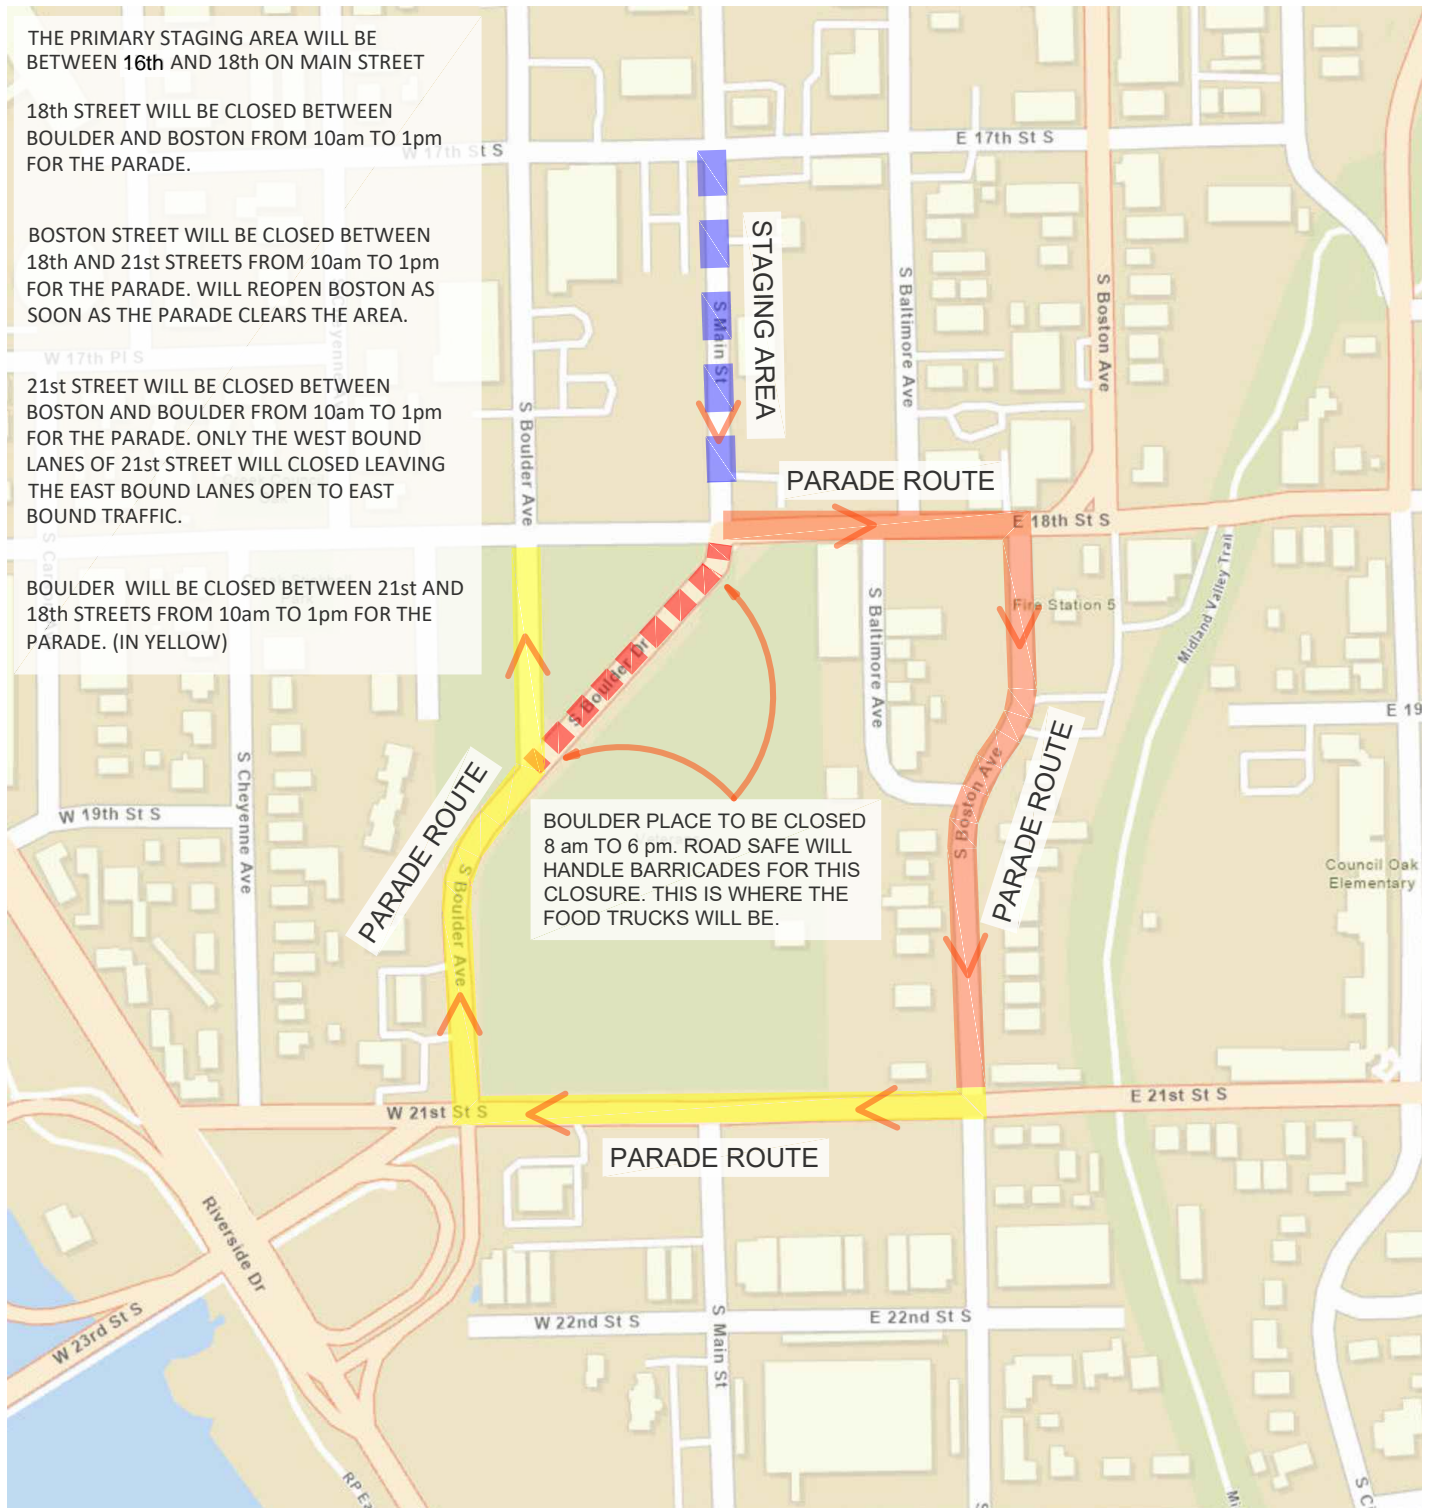 THE PRIMARY STAGING AREA WILL BE
BETWEEN 16th AND 18th ON MAIN STREET
18th STREET WILL BE CLOSED BETWEEN
BOULDER AND BOSTON FROM 10am TO 1pm
FOR THE PARADE.
BOSTON STREET WILL BE CLOSED BETWEEN
18th AND 21st STREETS FROM 10am TO 1pm
FOR THE PARADE. WILL REOPEN BOSTON AS
SOON AS THE PARADE CLEARS THE AREA.
21st STREET WILL BE CLOSED BETWEEN
BOSTON AND BOULDER FROM 10am TO 1pm
FOR THE PARADE. ONLY THE WEST BOUND
LANES OF 21st STREET WILL CLOSED LEAVING
THE EAST BOUND LANES OPEN TO EAST
BOUND TRAFFIC.
BOULDER WILL BE CLOSED BETWEEN 21st AND
18th STREETS FROM 10am TO 1pm FOR THE
PARADE. (IN YELLOW)
W 17th St S
E 17th St S
W 17th Pl S
STAGING AREA
S Main St
S Baltimore Ave
S Boston Ave
S Boulder Ave
PARADE ROUTE
E 18th St S
Fire Station 5
Midland Valley Trail
S Boulder Dr
S Baltimore Ave
E 19
S Cheyenne Ave
W 19th St S
PARADE ROUTE
S Boulder Ave
BOULDER PLACE TO BE CLOSED
8 am TO 6 pm. ROAD SAFE WILL
HANDLE BARRICADES FOR THIS
CLOSURE. THIS IS WHERE THE
FOOD TRUCKS WILL BE.
S Boston Ave
PARADE ROUTE
Council Oak
Elementary
W 21st St S
E 21st St S
PARADE ROUTE
Riverside Dr
W 23rd St S
W 22nd St S
S Main St
E 22nd St S